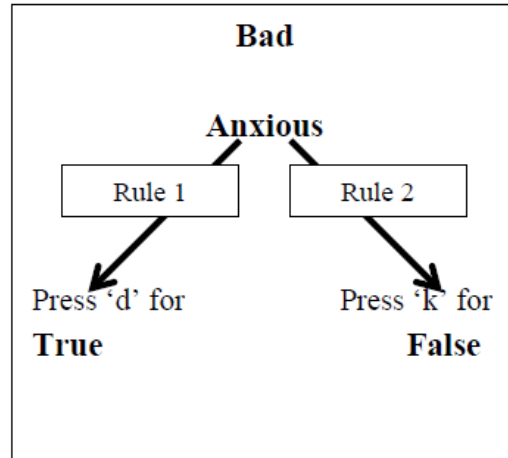 Bad
Anxious
Rule 1 Rule 2
Press ‘d’ for Press ‘k’ for
True False